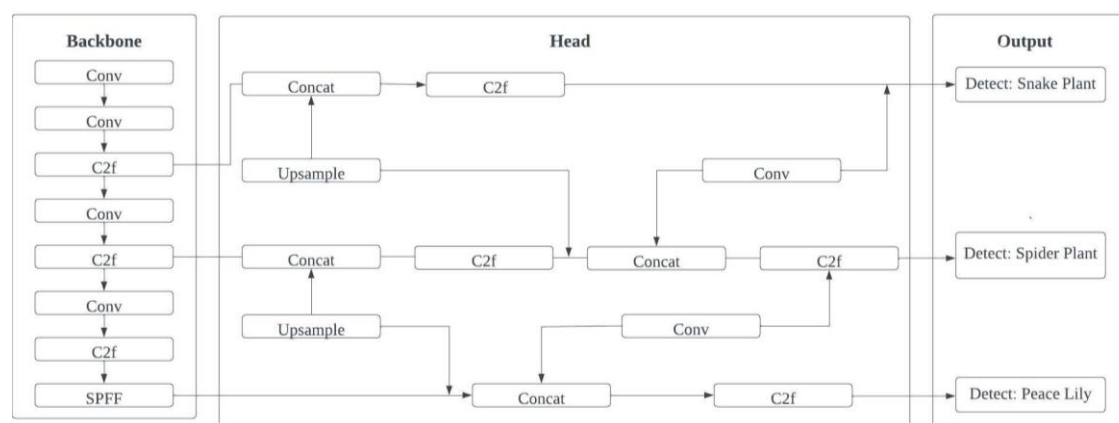 Backbone
Conv
Conv
C2f
Conv
C2f
Conv
C2f
SPFF
Head
Concat
C2f
Upsample
Conv
Concat
C2f
Concat
C2f
Upsample
Conv
Concat
C2f
Output
Detect: Snake Plant
Detect: Spider Plant
Detect: Peace Lily